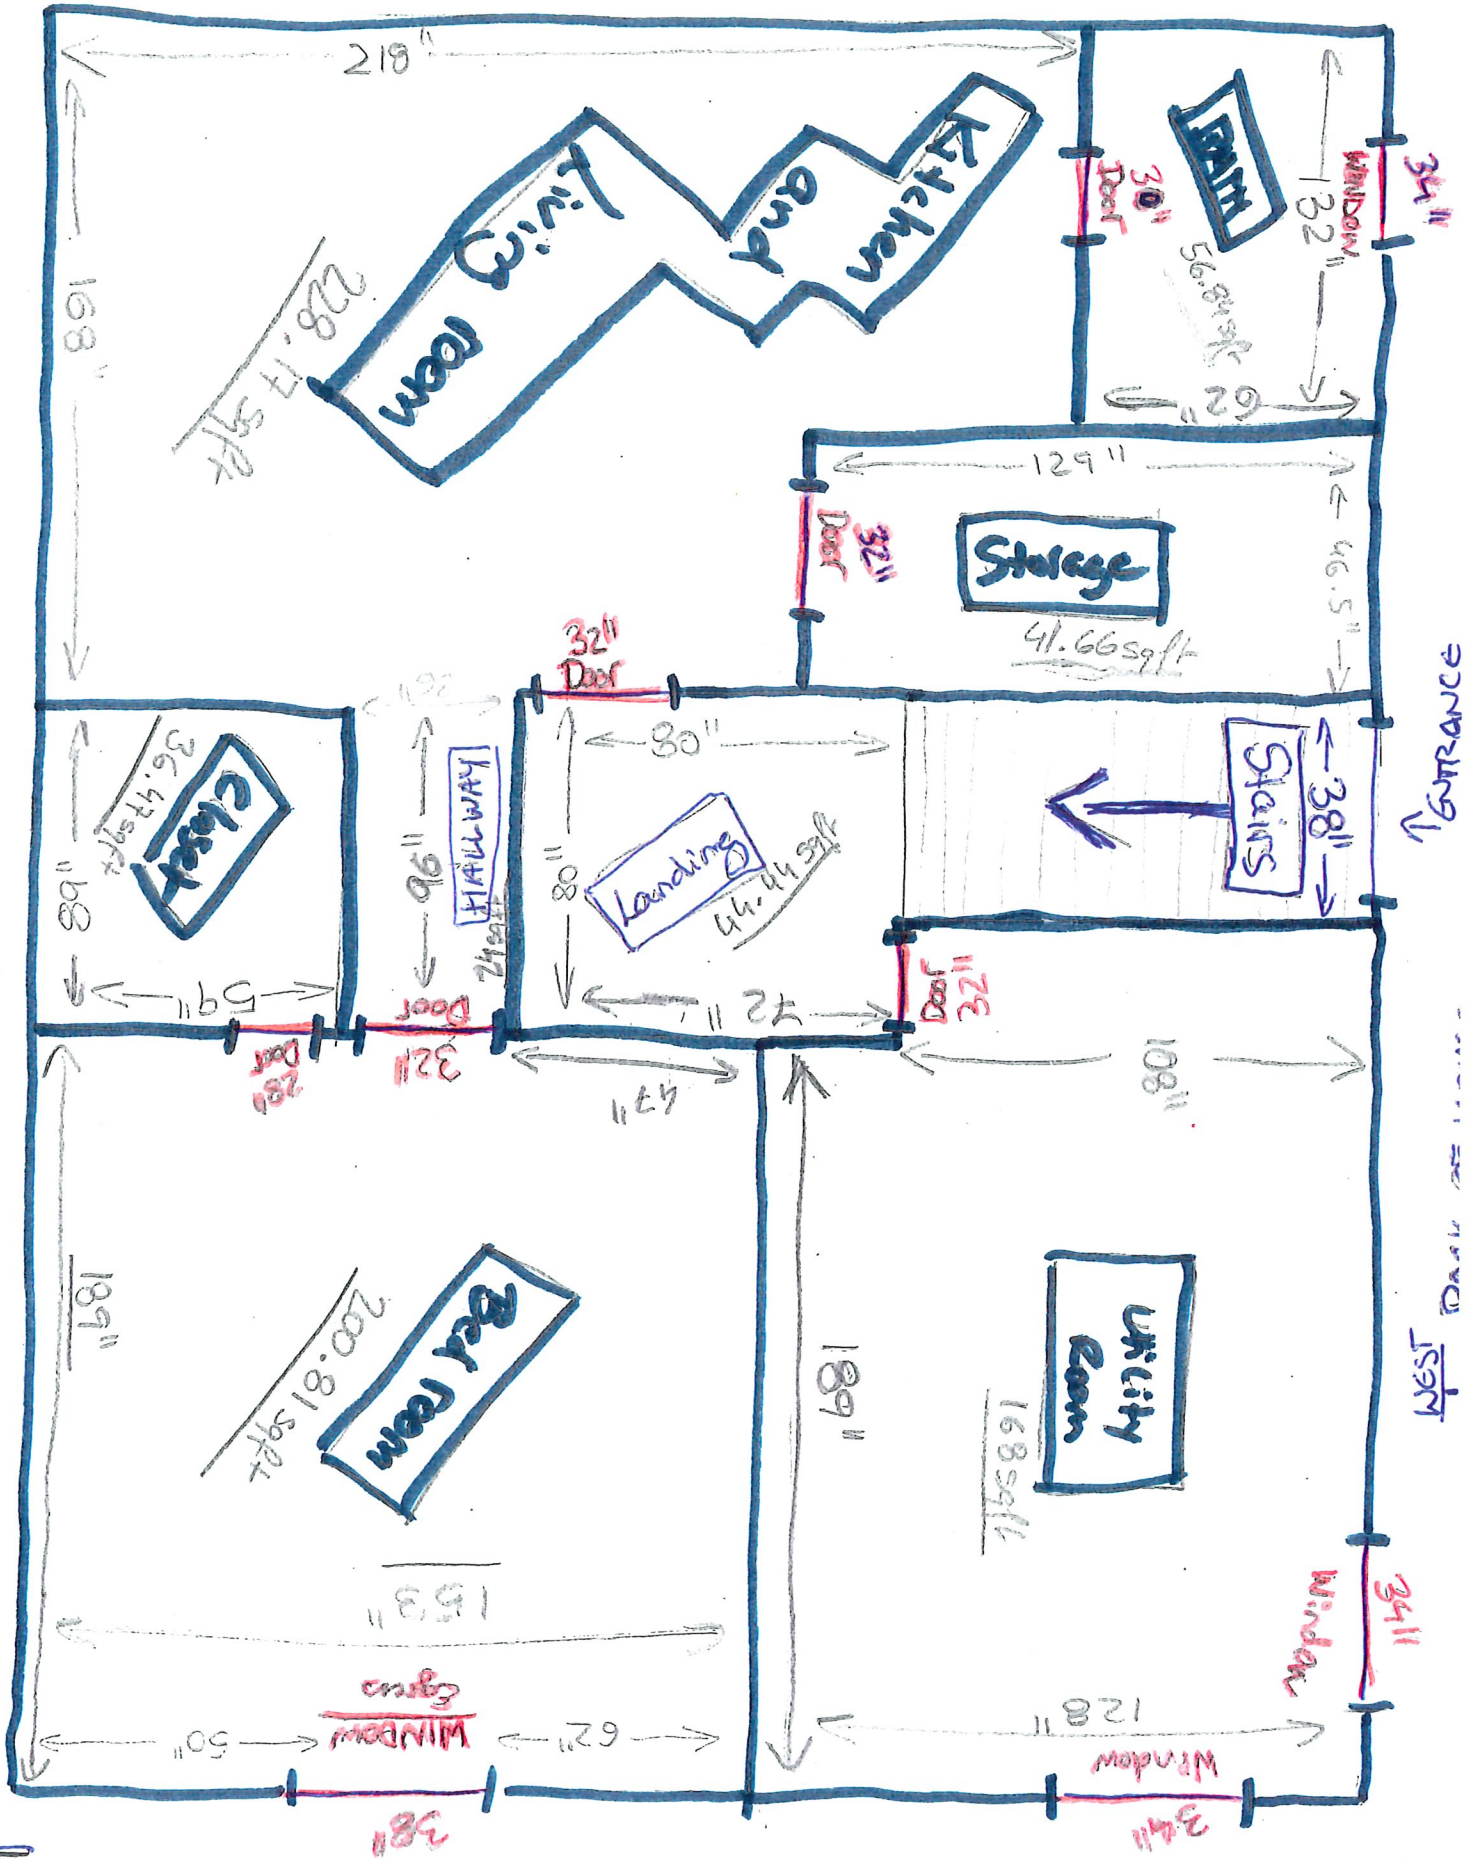 218"
168"
Kitchen
and
Living
room
228.17 sqft
30"
Door
BATH
56.84 sqft
132"
62"
34"
WINDOW
129"
46.5"
Storage
41.66 sqft
32"
Door
32"
Door
80"
80"
72"
Landing
44.44 sqft
Stairs
38"
ENTRANCE
26"
96"
HALLWAY
24 sqft
Closet
36.47 sqft
89"
59"
Door
28"
Door
32"
Door
32"
47"
108"
189"
Bed room
200.81 sqft
153"
Egress
WINDOW
50"
62"
38"
189"
Utility
Room
168 sqft
128"
Window
34"
Window
34"
WEST